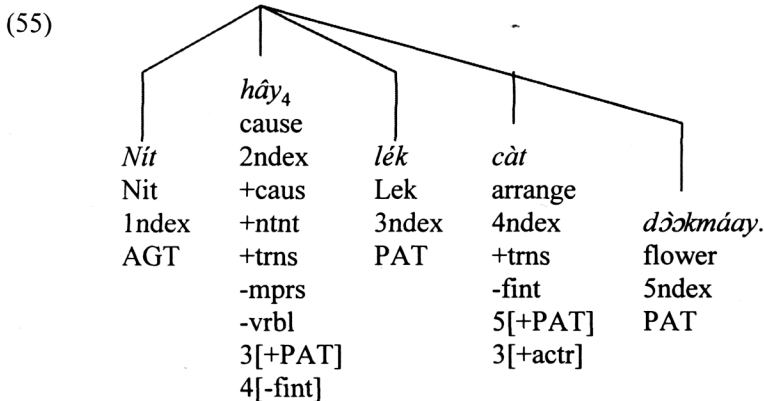 (55)
Nít
Nit
1ndex
AGT
hây₄
cause
2ndex
+caus
+ntnt
+trns
-mprs
-vrbl
3[+PAT]
4[-fint]
lék
Lek
3ndex
PAT
càt
arrange
4ndex
+trns
-fint
5[+PAT]
3[+actr]
dɔ̀ɔkmáay.
flower
5ndex
PAT